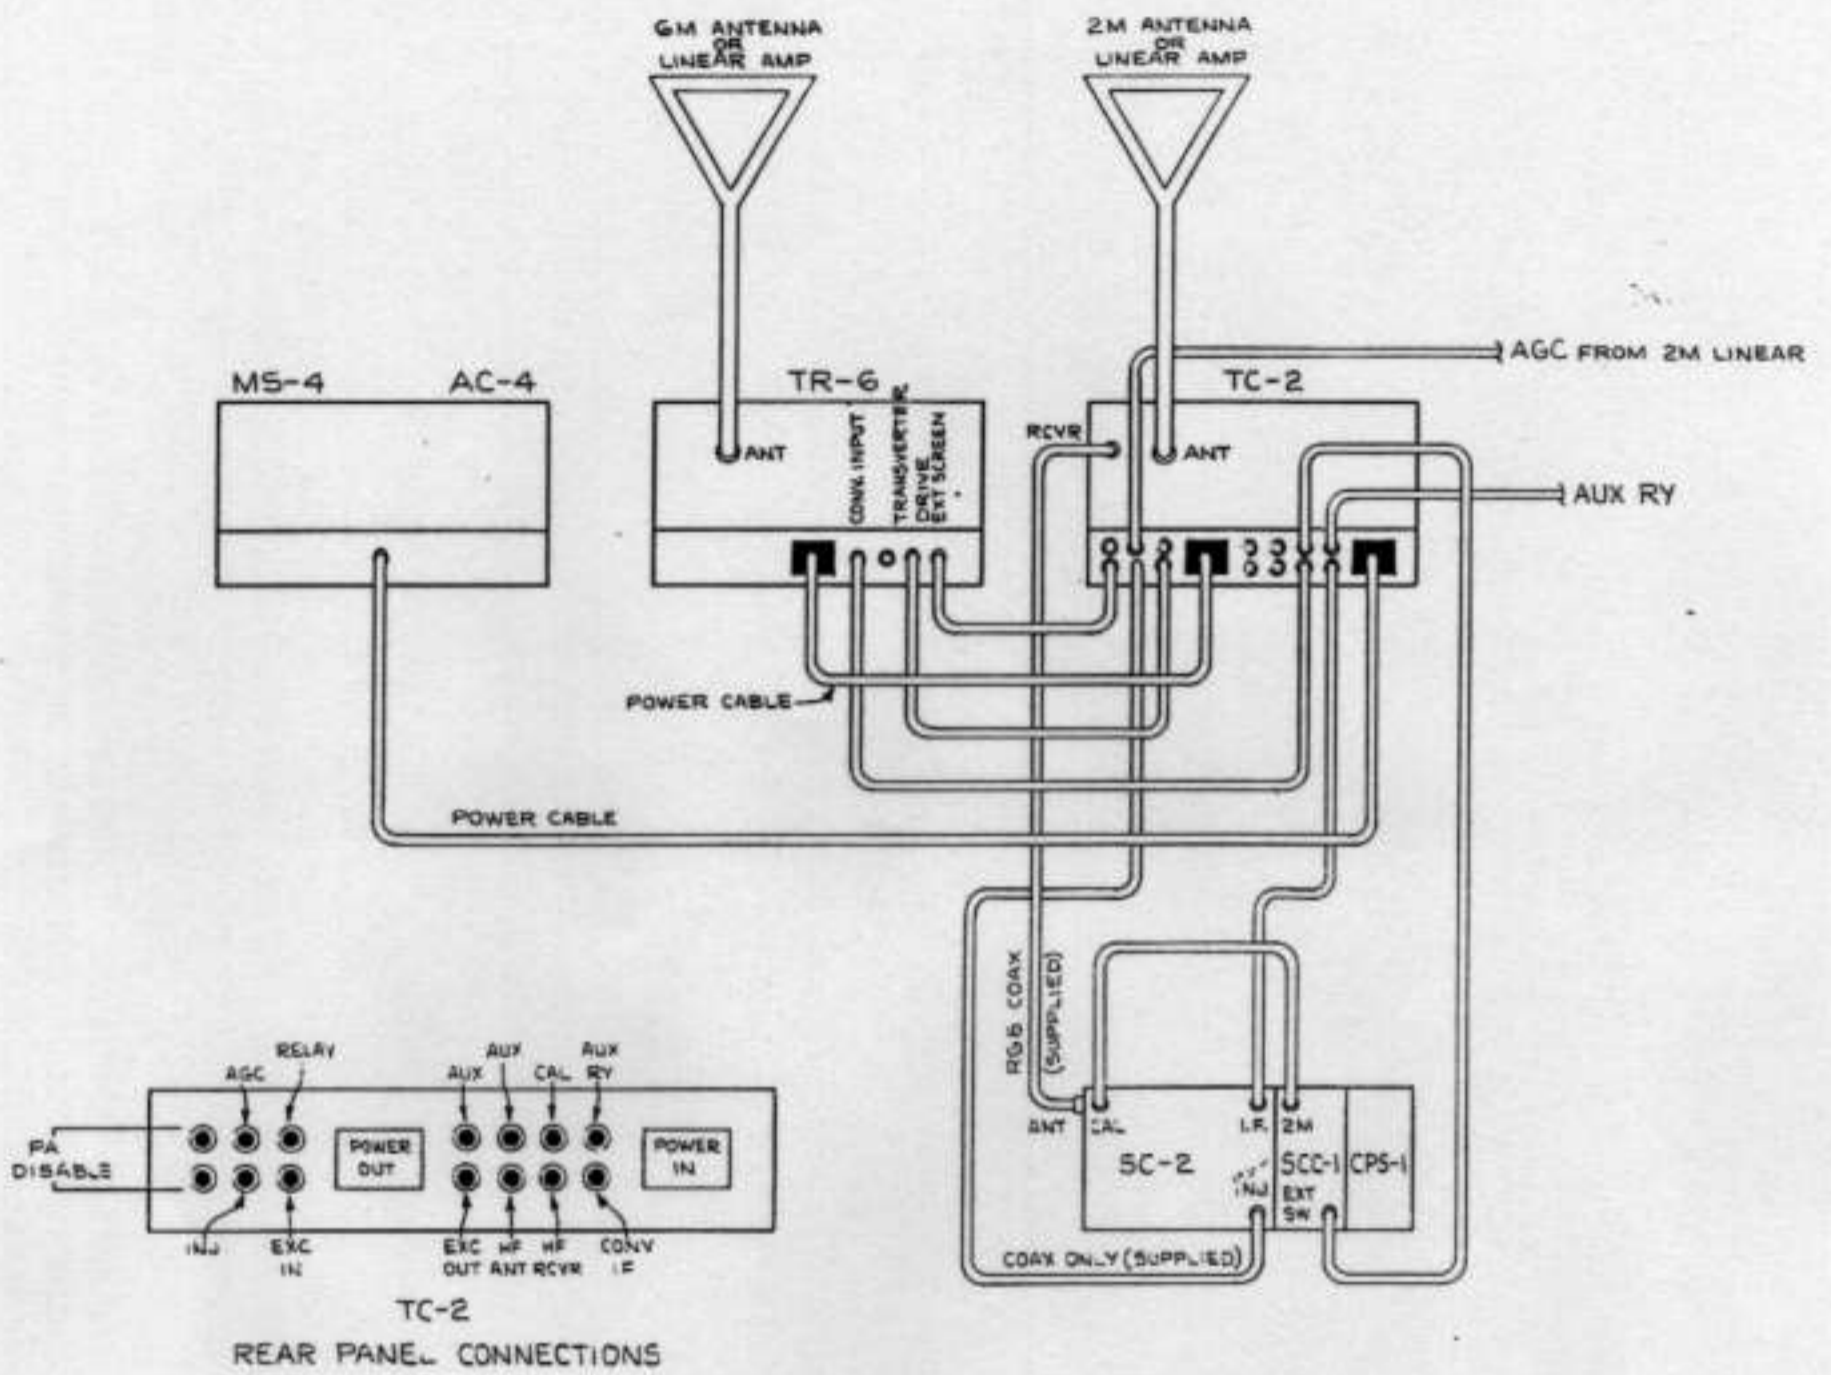 6M ANTENNA
OR
LINEAR AMP
2M ANTENNA
OR
LINEAR AMP
AGC FROM 2M LINEAR
MS-4
AC-4
TR-6
TC-2
ANT
CONV. INPUT
TRANSVERTER
DRIVE
EXT SCREEN
RCVR
ANT
AUX RY
POWER CABLE
POWER CABLE
RG5 COAX
(SUPPLIED)
ANT
CAL
I.F.
2M
SC-2
SCC-1
CPS-1
INJ
EXT
SW
COAX ONLY (SUPPLIED)
RELAY
AGC
AUX
AUX
CAL
AUX
RY
PA
DISABLE
POWER
OUT
POWER
IN
INJ
EXC
IN
EXC
OUT
HF
ANT
HF
RCVR
CONV
IF
TC-2
REAR PANEL CONNECTIONS